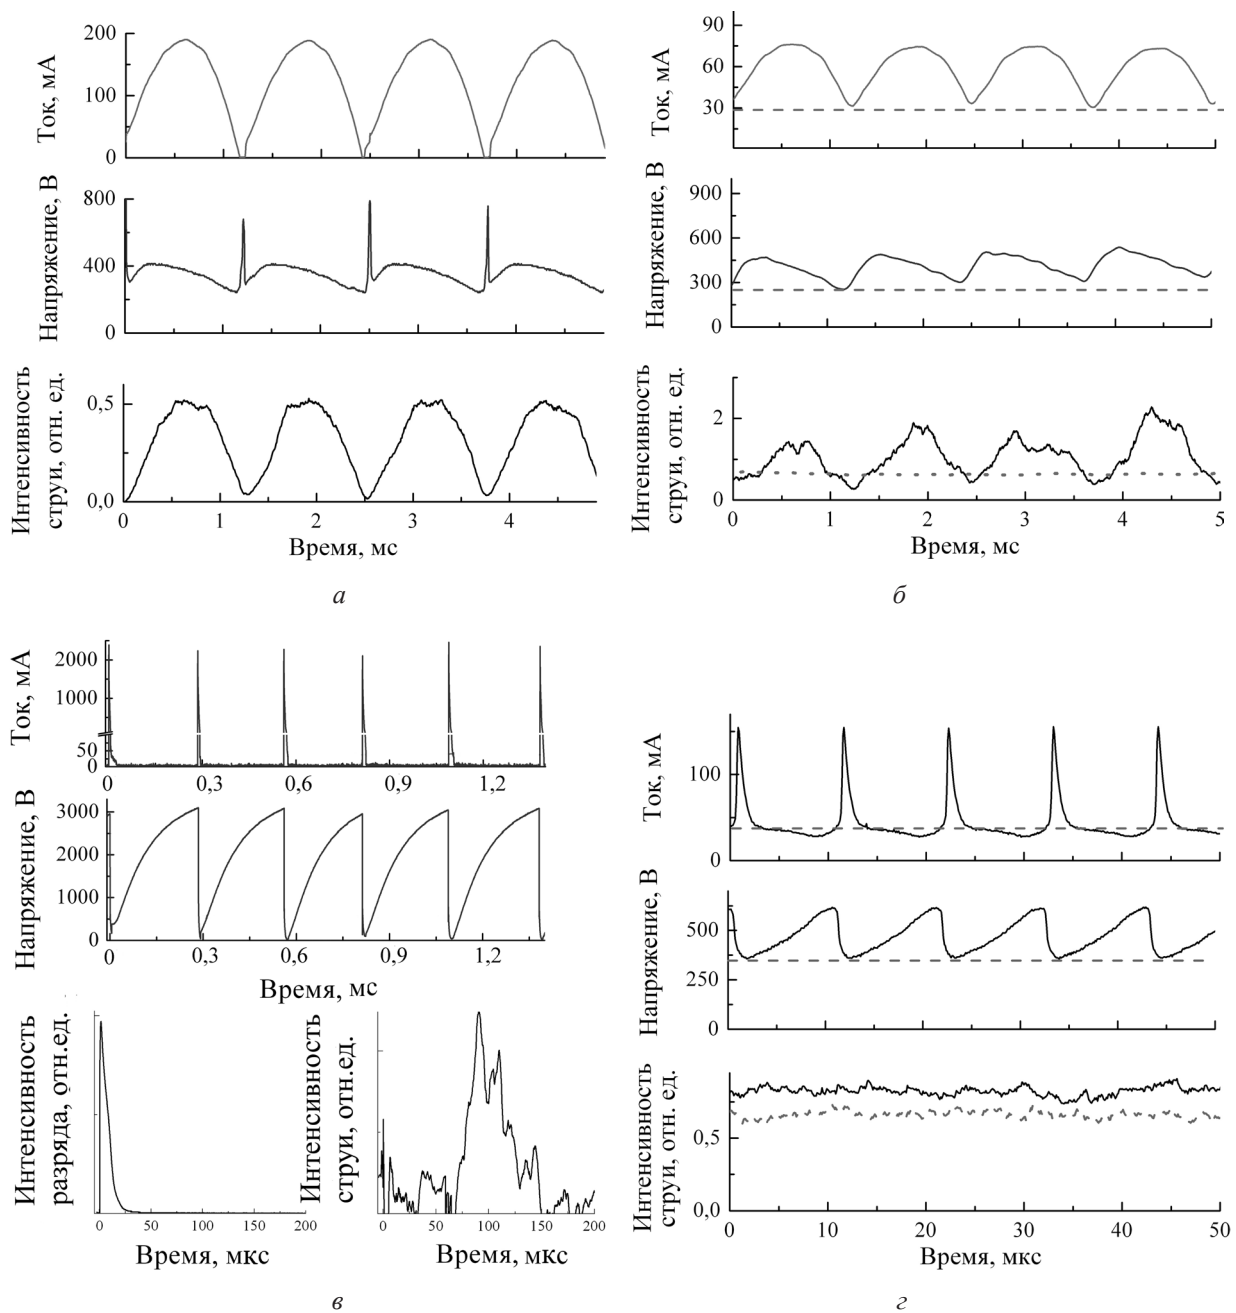 Ток, мА
200
100
0
Напряжение, В
800
400
0
Интенсивность
струи, отн. ед.
0,5
0,0
0 1 2 3 4
Время, мс
а
Ток, мА
90
60
30
Напряжение, В
900
600
300
0
Интенсивность
струи, отн. ед.
2
0
0 1 2 3 4 5
Время, мс
б
Ток, мА
2000
1000
50
0
0 0,3 0,6 0,9 1,2
Напряжение, В
3000
2000
1000
0
0 0,3 0,6 0,9 1,2
Время, мс
Интенсивность
разряда, отн.ед.
0 50 100 150 200
Время, мкс
Интенсивность
струи, отн.ед.
0 50 100 150 200
Время, мкс
в
Ток, мА
100
0
Напряжение, В
500
250
0
Интенсивность
струи, отн. ед.
0,5
0,0
0 10 20 30 40 50
Время, мкс
г